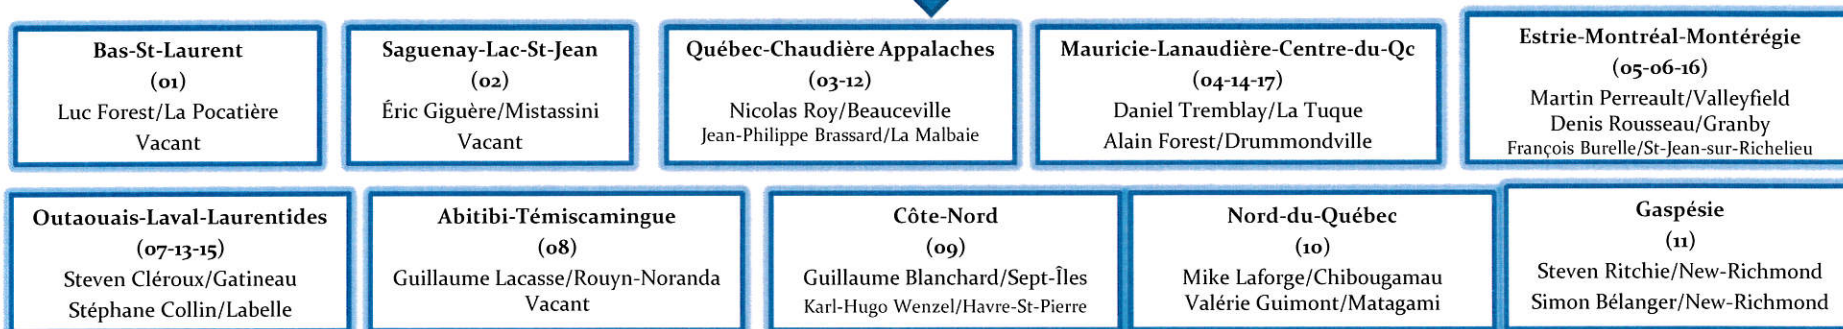 Bas-St-Laurent
(01)
Luc Forest/La Pocatière
Vacant
Saguenay-Lac-St-Jean
(02)
Éric Giguère/Mistassini
Vacant
Québec-Chaudière Appalaches
(03-12)
Nicolas Roy/Beauceville
Jean-Philippe Brassard/La Malbaie
Mauricie-Lanaudière-Centre-du-Qc
(04-14-17)
Daniel Tremblay/La Tuque
Alain Forest/Drummondville
Estrie-Montréal-Montérégie
(05-06-16)
Martin Perreault/Valleyfield
Denis Rousseau/Granby
François Burelle/St-Jean-sur-Richelieu
Outaouais-Laval-Laurentides
(07-13-15)
Steven Cléroux/Gatineau
Stéphane Collin/Labelle
Abitibi-Témiscamingue
(08)
Guillaume Lacasse/Rouyn-Noranda
Vacant
Côte-Nord
(09)
Guillaume Blanchard/Sept-Îles
Karl-Hugo Wenzel/Havre-St-Pierre
Nord-du-Québec
(10)
Mike Laforge/Chibougamau
Valérie Guimont/Matagami
Gaspésie
(11)
Steven Ritchie/New-Richmond
Simon Bélanger/New-Richmond